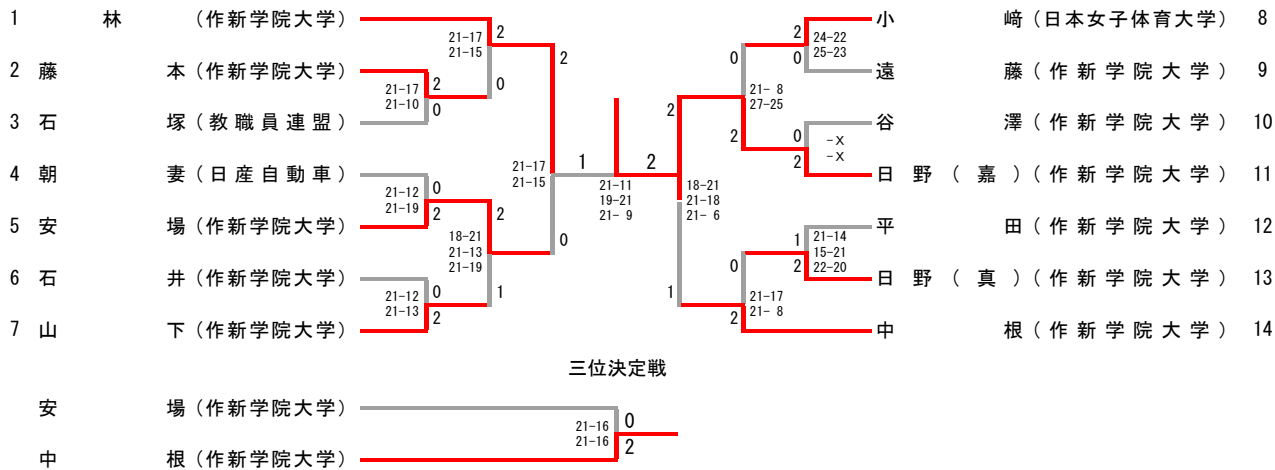 1 林 (作新学院大学) 2 2 小 﨑(日本女子体育大学) 8
21-17 24-22
21-15 2 0 0 25-23
2 藤 本(作新学院大学) 2 0 遠 藤(作新学院大学) 9
21-17 21- 8
21-10 0 2 2 27-25
3 石 塚(教職員連盟) 0 谷 澤(作新学院大学) 10
-X
1 2 2 -X
4 朝 妻(日産自動車) 21-17 日野(嘉)(作新学院大学) 11
21-15 21-11 18-21
21-12 0 19-21 21-18
21-19 2 2 21- 9 21- 6
5 安 場(作新学院大学) 平 田(作新学院大学) 12
18-21 0 1 21-14
21-13 15-21
21-19 0 2 22-20
6 石 井(作新学院大学) 日野(真)(作新学院大学) 13
21-12 0 1 1 21-17
21-13 2 2 21- 8
7 山 下(作新学院大学) 中 根(作新学院大学) 14
三位決定戦
安 場(作新学院大学)
21-16 0
21-16 2
中 根(作新学院大学)